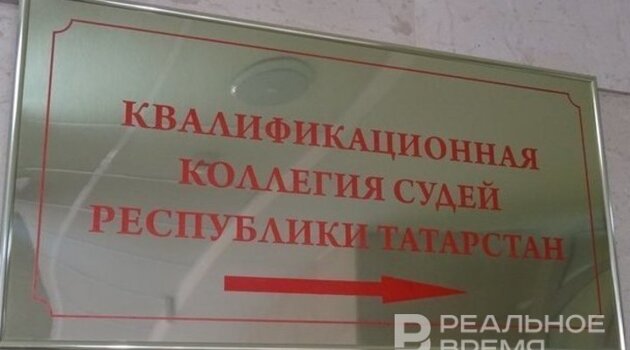 КВАЛИФИКАЦИОННАЯ
КОЛЛЕГИЯ СУДЕЙ
РЕСПУБЛИКИ ТАТАРСТАН
РЕАЛЬНОЕ
ВРЕМЯ